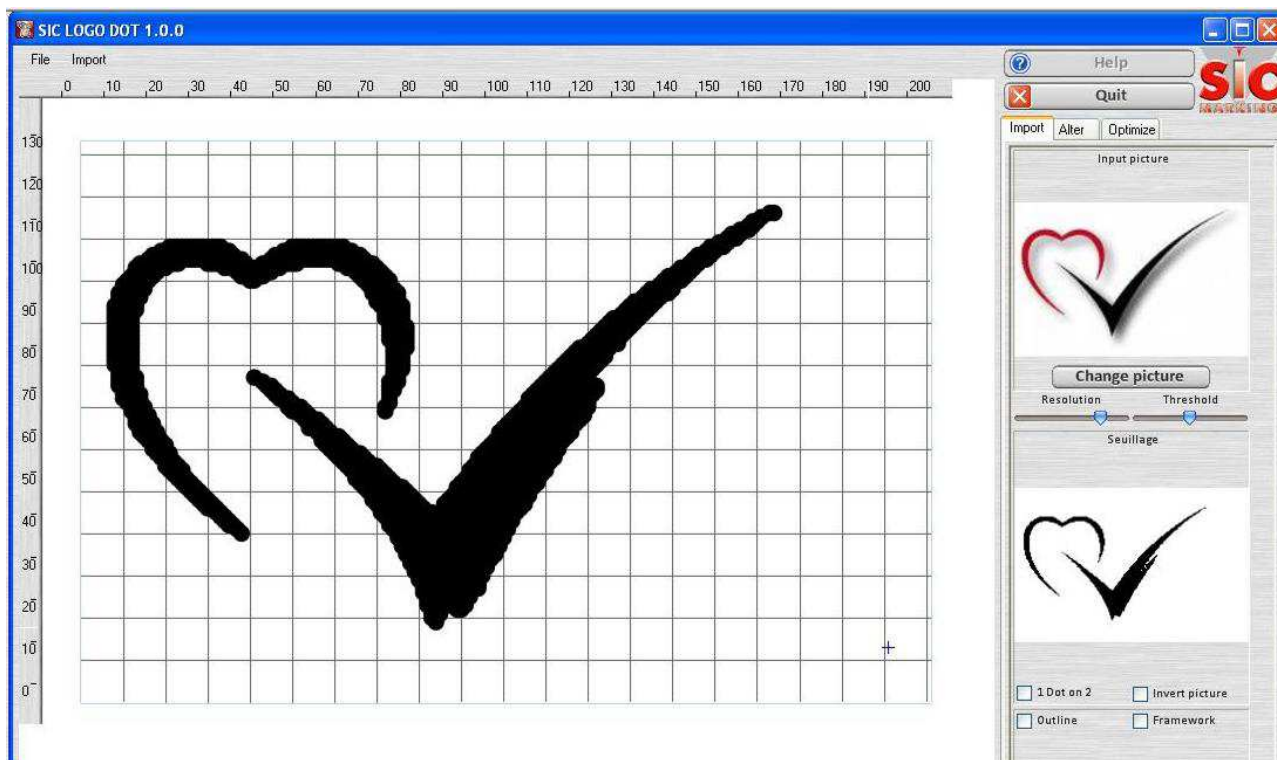 SIC LOGO DOT 1.0.0
File Import
Help
Quit
SIC
MARKING
0 10 20 30 40 50 60 70 80 90 100 110 120 130 140 150 160 170 180 190 200
130
120
110
100
90
80
70
60
50
40
30
20
10
0
Import Alter Optimize
Input picture
Change picture
Resolution Threshold
Seuillage
1 Dot on 2 Invert picture
Outline Framework